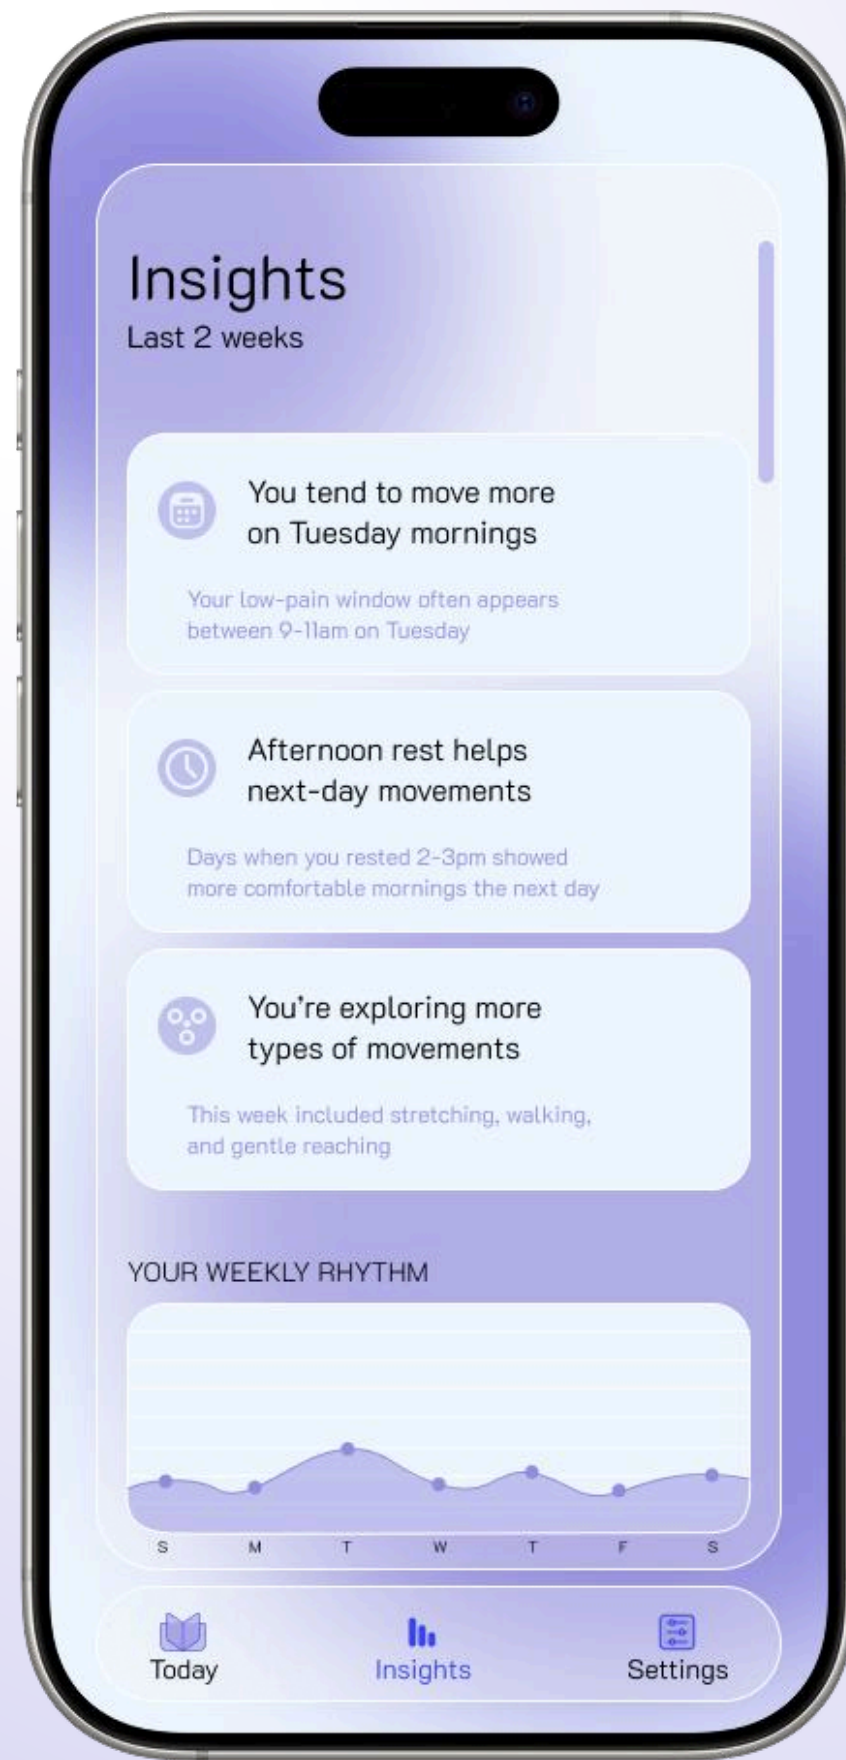 Insights
Last 2 weeks
You tend to move more
on Tuesday mornings
Your low-pain window often appears
between 9-11am on Tuesday
Afternoon rest helps
next-day movements
Days when you rested 2-3pm showed
more comfortable mornings the next day
You're exploring more
types of movements
This week included stretching, walking,
and gentle reaching
YOUR WEEKLY RHYTHM
S M T W T F S
Today Insights Settings